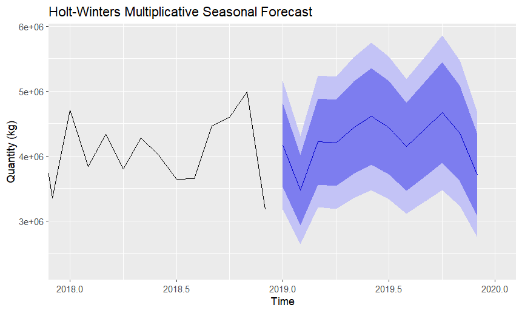 Holt-Winters Multiplicative Seasonal Forecast
6e+06
5e+06
4e+06
3e+06
Quantity (kg)
2018.0
2018.5
2019.0
2019.5
2020.0
Time